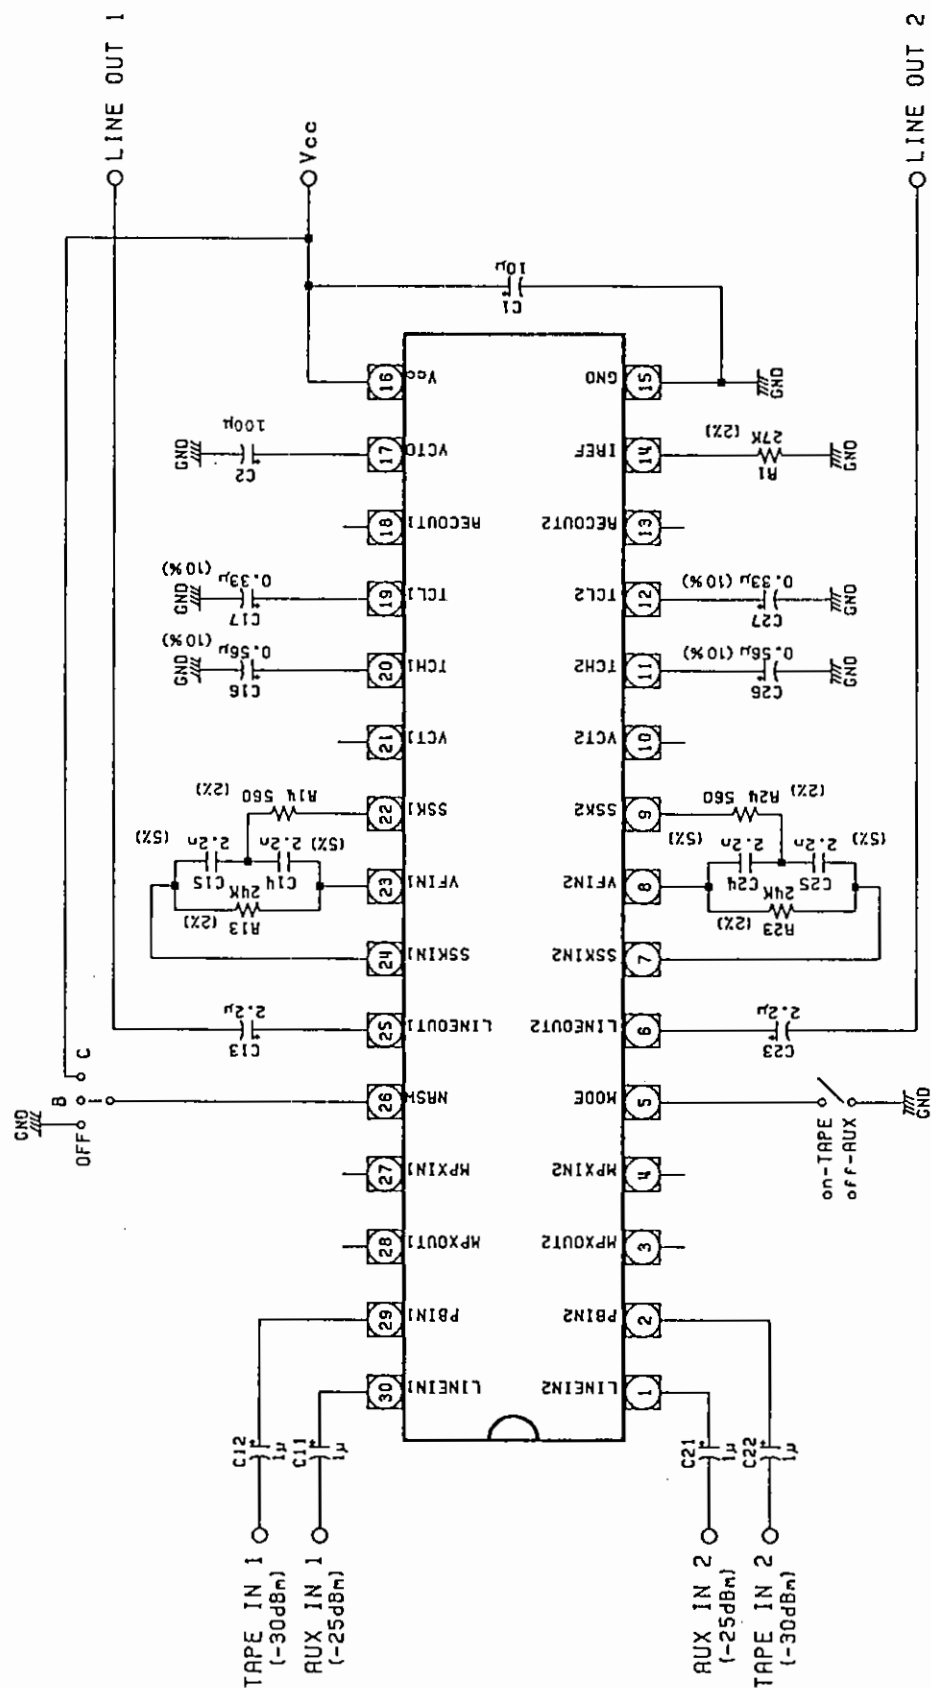 LINE OUT 1
Vcc
LINE OUT 2
10µ
C1
GND
100µ
C2
16
Vcc
GND
15
GND
17
VCTO
IREF
14
R1
27K
(2%)
GND
18
RECOUT1
RECOUT2
13
GND
C17
0.33µ (10%)
19
TCL1
TCL2
12
C27
0.33µ (10%)
GND
GND
C16
0.56µ
(10%)
20
TCH1
TCH2
11
C26
0.56µ (10%)
GND
21
VCT1
VCT2
10
R14 560
(2%)
22
SSK1
SSK2
9
R24 560
(2%)
C15
2.2n
(5%)
C14
2.2n
(5%)
R13
24K
(2%)
23
VFIN1
VFIN2
8
C24
2.2n
(5%)
C25
2.2n
(5%)
R23
24K
(2%)
24
SSKIN1
SSKIN2
7
C13
2.2µ
25
LINEOUT1
LINEOUT2
6
C23
2.2µ
GND
OFF
B
C
26
NRSW
MODE
5
on-TAPE
off-AUX
GND
27
MPXIN1
MPXIN2
4
28
MPXOUT1
MPXOUT2
3
29
PBIN1
PBIN2
2
30
LINEIN1
LINEIN2
1
C12
1µ
C11
1µ
C21
1µ
C22
1µ
TAPE IN 1
(-30dBm)
AUX IN 1
(-25dBm)
AUX IN 2
(-25dBm)
TAPE IN 2
(-30dBm)